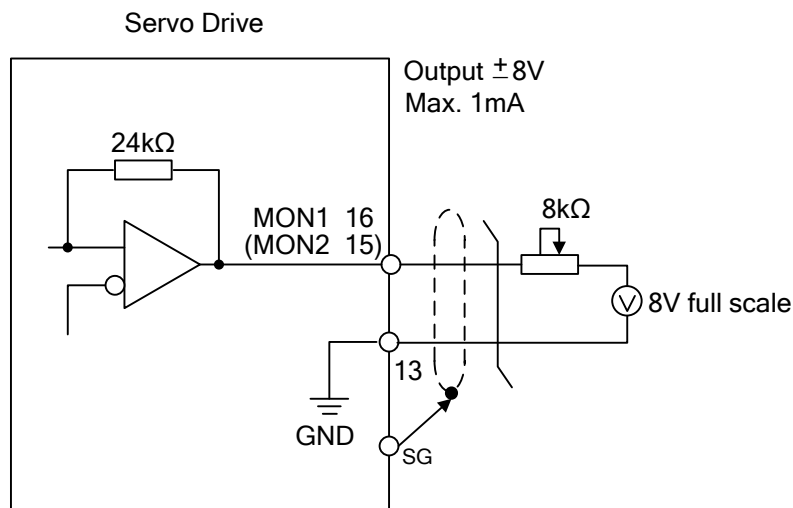 Servo Drive
Output ±8V
Max. 1mA
24kΩ
MON1 16
(MON2 15)
8kΩ
V
8V full scale
13
GND
SG